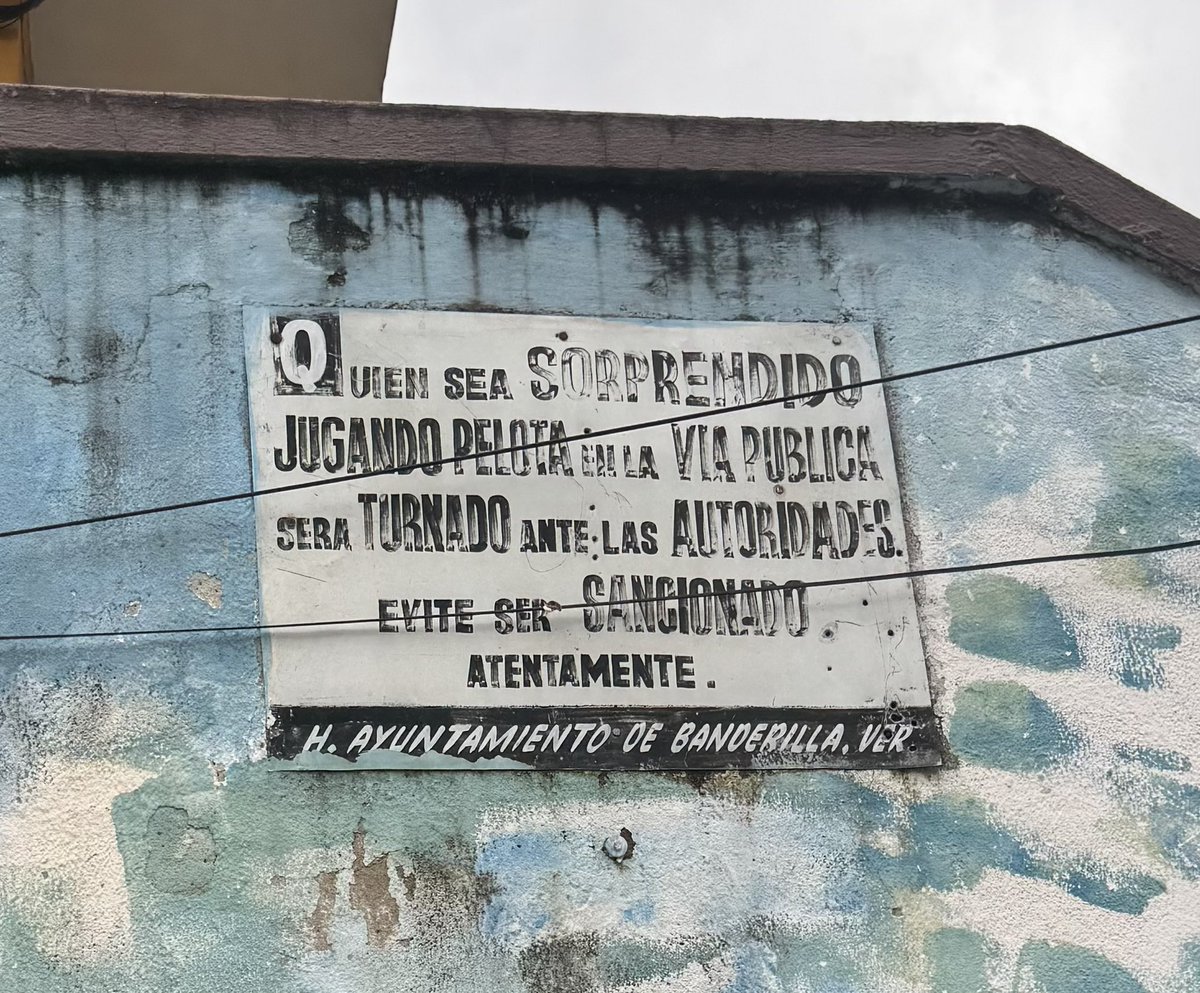 QUIEN SEA SORPRENDIDO
JUGANDO PELOTA EN LA VIA PUBLICA
SERA TURNADO ANTE LAS AUTORIDADES.
EVITE SER SANCIONADO
ATENTAMENTE.
H. AYUNTAMIENTO DE BANDERILLA, VER